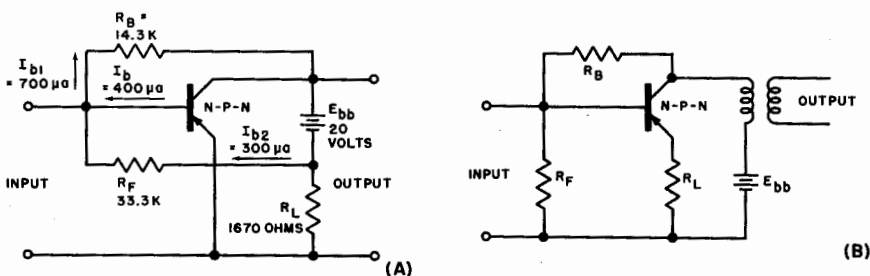 R_B =
14.3 K
I_b1
= 700 µa
I_b
= 400 µa
N-P-N
E_bb
20
VOLTS
I_b2
= 300 µa
INPUT
R_F
33.3K
R_L
1670 OHMS
OUTPUT
(A)
R_B
N-P-N
OUTPUT
INPUT
R_F
R_L
E_bb
(B)